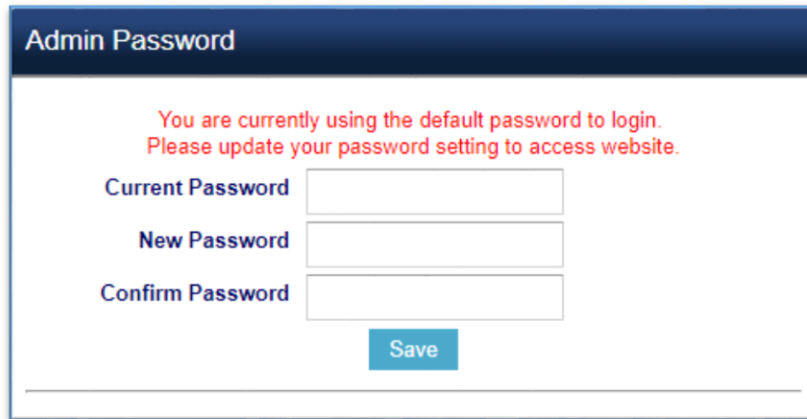 Admin Password
You are currently using the default password to login.
Please update your password setting to access website.
Current Password
New Password
Confirm Password
Save